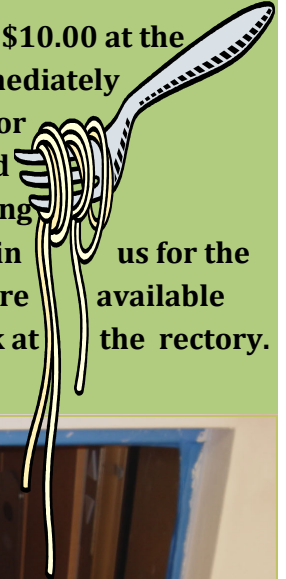 $10.00 at the
mediately
or
d
ng
in us for the
re available
k at the rectory.